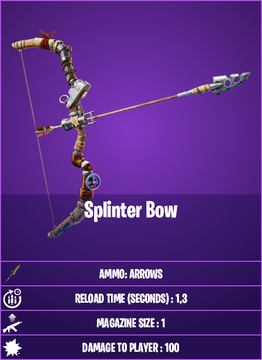 Splinter Bow
AMMO: ARROWS
RELOAD TIME (SECONDS) : 1,3
MAGAZINE SIZE : 1
DAMAGE TO PLAYER : 100